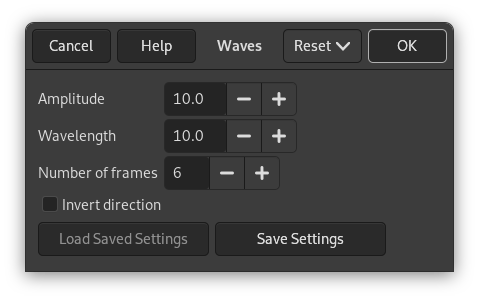 Cancel Help Waves Reset OK
Amplitude 10.0
Wavelength 10.0
Number of frames 6
Invert direction
Load Saved Settings Save Settings